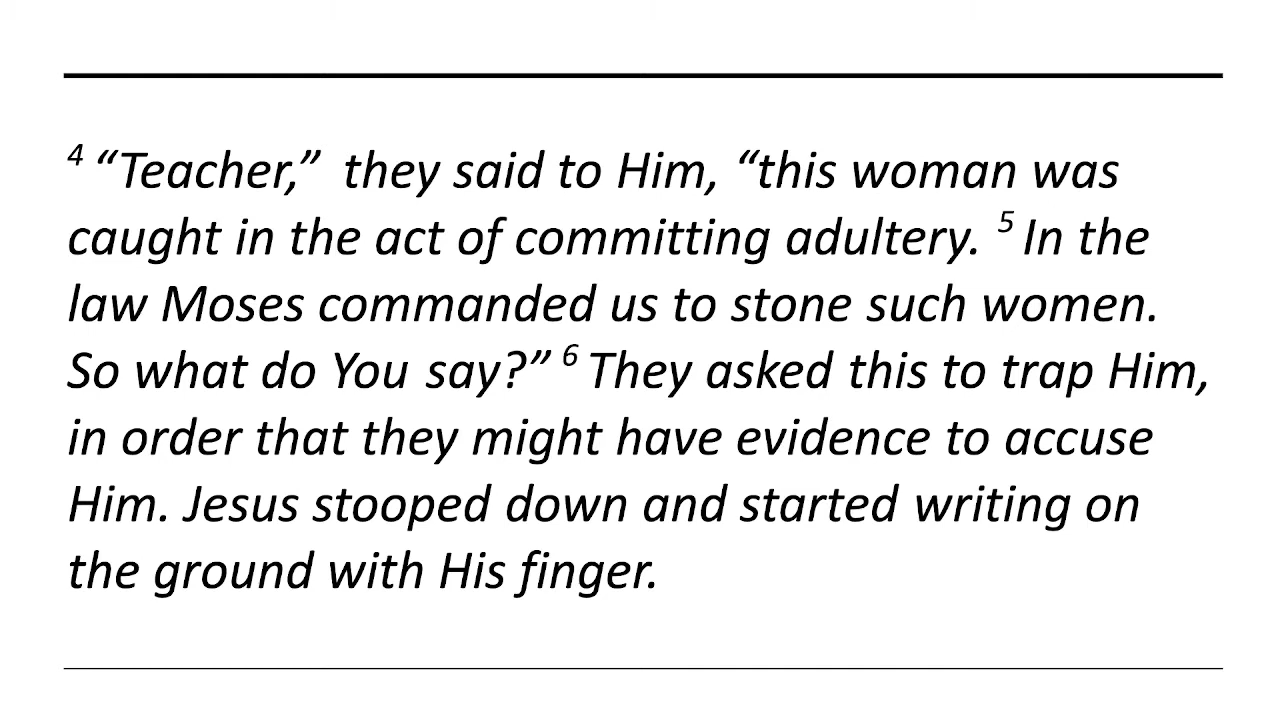 4 “Teacher,” they said to Him, “this woman was
caught in the act of committing adultery. 5 In the
law Moses commanded us to stone such women.
So what do You say?” 6 They asked this to trap Him,
in order that they might have evidence to accuse
Him. Jesus stooped down and started writing on
the ground with His finger.